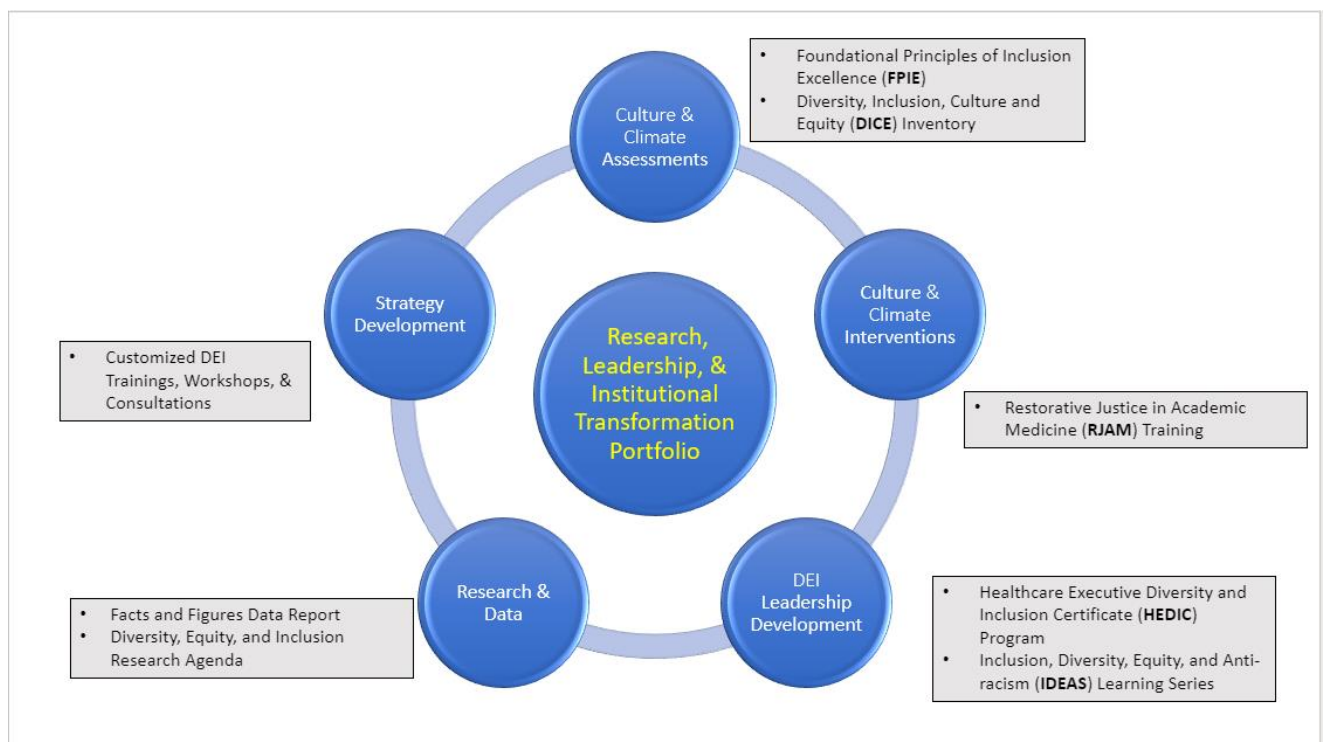 • Foundational Principles of Inclusion
Excellence (FPIE)
• Diversity, Inclusion, Culture and
Equity (DICE) Inventory
Culture &
Climate
Assessments
Culture &
Climate
Interventions
Strategy
Development
Research,
Leadership, &
Institutional
Transformation
Portfolio
• Customized DEI
Trainings, Workshops, &
Consultations
• Restorative Justice in Academic
Medicine (RJAM) Training
Research &
Data
DEI
Leadership
Development
• Facts and Figures Data Report
• Diversity, Equity, and Inclusion
Research Agenda
• Healthcare Executive Diversity and
Inclusion Certificate (HEDIC)
Program
• Inclusion, Diversity, Equity, and Anti-
racism (IDEAS) Learning Series